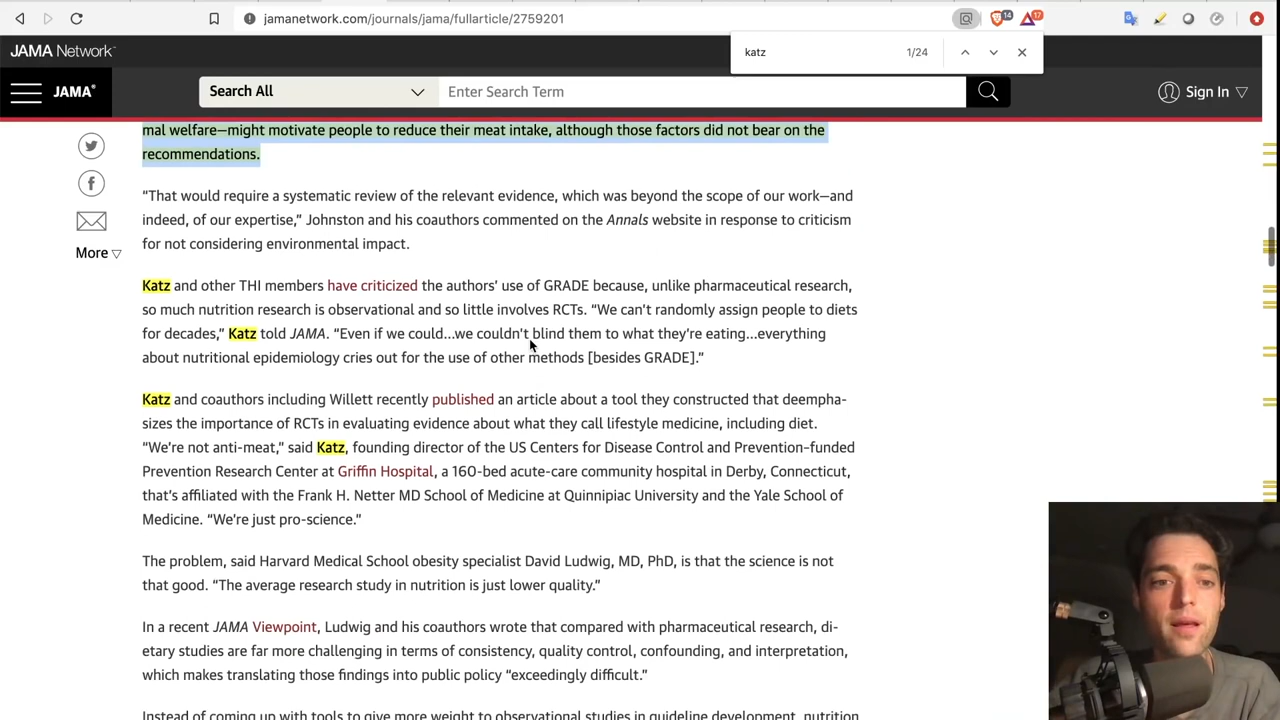 jamanetwork.com/journals/jama/fullarticle/2759201
14
17
katz
1/24
JAMA Network™
JAMA®
Search All
Enter Search Term
Sign In
mal welfare—might motivate people to reduce their meat intake, although those factors did not bear on the
recommendations.
“That would require a systematic review of the relevant evidence, which was beyond the scope of our work—and
indeed, of our expertise,” Johnston and his coauthors commented on the Annals website in response to criticism
for not considering environmental impact.
More
Katz and other THI members have criticized the authors’ use of GRADE because, unlike pharmaceutical research,
so much nutrition research is observational and so little involves RCTs. “We can’t randomly assign people to diets
for decades,” Katz told JAMA. “Even if we could...we couldn’t blind them to what they’re eating...everything
about nutritional epidemiology cries out for the use of other methods [besides GRADE].”
Katz and coauthors including Willett recently published an article about a tool they constructed that deempha-
sizes the importance of RCTs in evaluating evidence about what they call lifestyle medicine, including diet.
“We’re not anti-meat,” said Katz, founding director of the US Centers for Disease Control and Prevention-funded
Prevention Research Center at Griffin Hospital, a 160-bed acute-care community hospital in Derby, Connecticut,
that’s affiliated with the Frank H. Netter MD School of Medicine at Quinnipiac University and the Yale School of
Medicine. “We’re just pro-science.”
The problem, said Harvard Medical School obesity specialist David Ludwig, MD, PhD, is that the science is not
that good. “The average research study in nutrition is just lower quality.”
In a recent JAMA Viewpoint, Ludwig and his coauthors wrote that compared with pharmaceutical research, di-
etary studies are far more challenging in terms of consistency, quality control, confounding, and interpretation,
which makes translating those findings into public policy “exceedingly difficult.”
Instead of coming up with tools to give more weight to observational studies in guideline development, nutrition